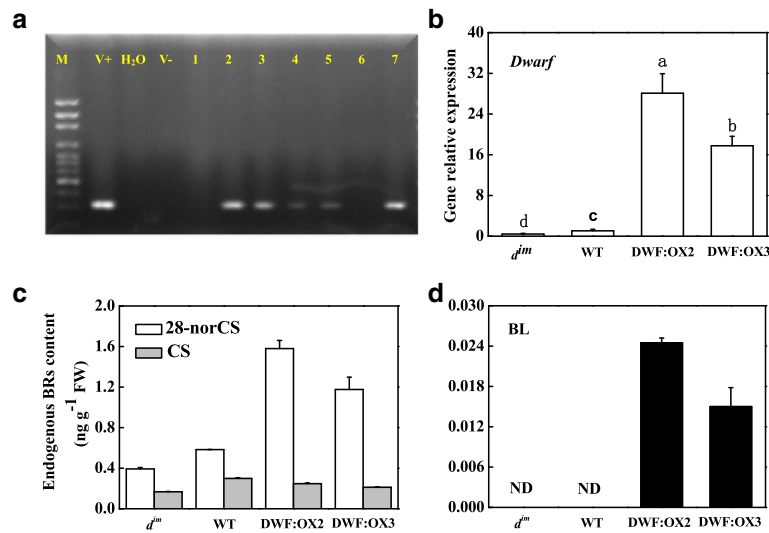 a
M V+ H₂O V- 1 2 3 4 5 6 7
b
Gene relative expression
40
32
24
16
8
0
Dwarf
d
c
a
b
dⁱᵐ WT DWF:OX2 DWF:OX3
c
Endogenous BRs content
(ng g⁻¹ FW)
2.0
1.6
1.2
0.8
0.4
0.0
28-norCS
CS
dⁱᵐ WT DWF:OX2 DWF:OX3
d
0.030
0.024
0.018
0.012
0.006
0.000
BL
ND ND
dⁱᵐ WT DWF:OX2 DWF:OX3